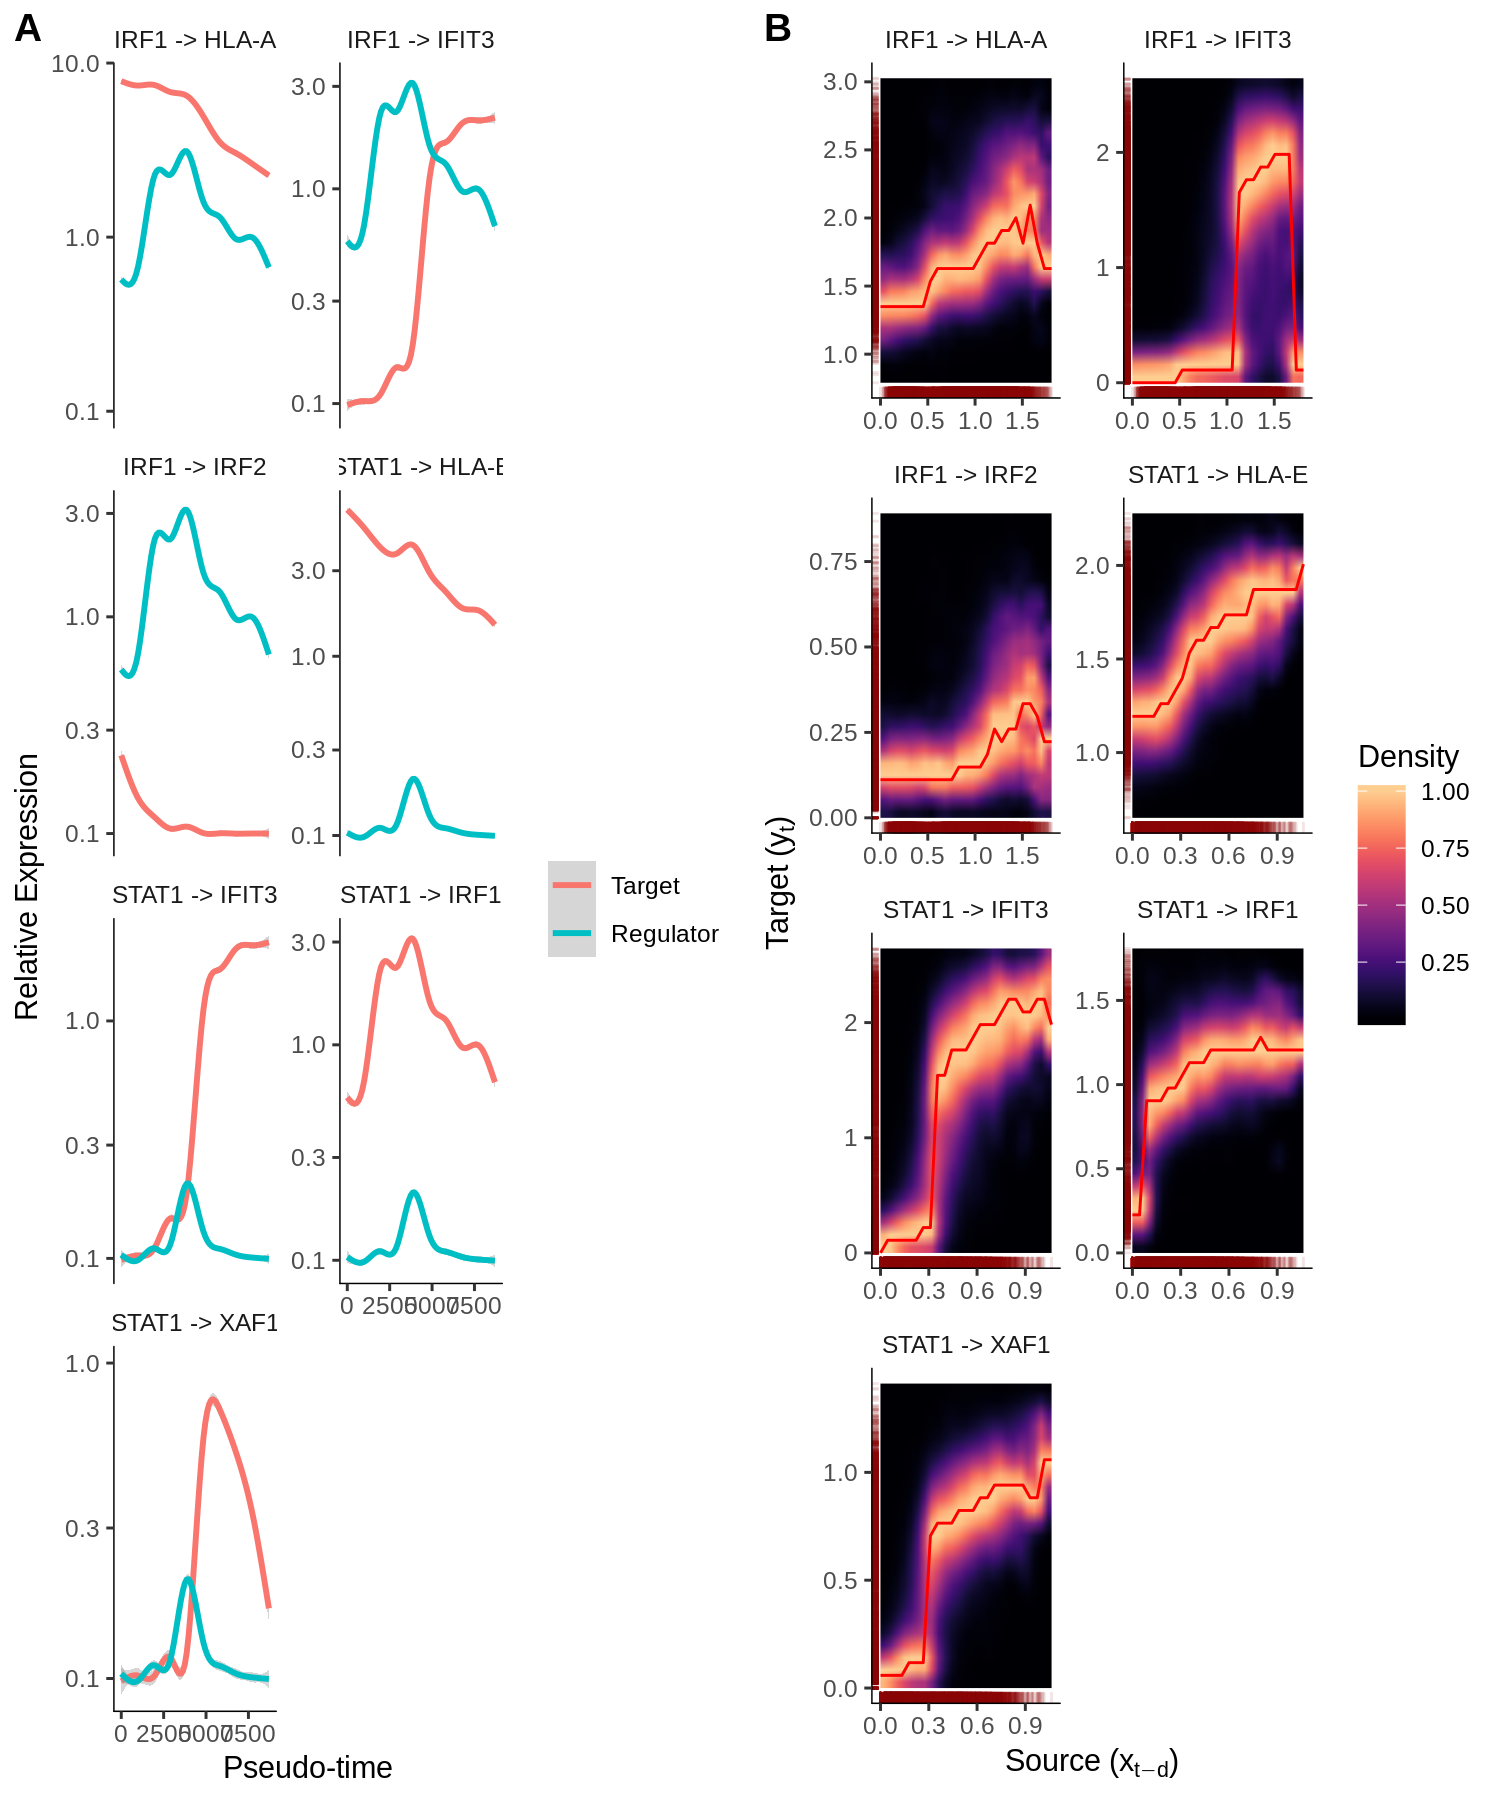 A
IRF1 -> HLA-A
IRF1 -> IFIT3
10.0
1.0
0.1
3.0
1.0
0.3
0.1
IRF1 -> IRF2
STAT1 -> HLA-E
3.0
1.0
0.3
0.1
3.0
1.0
0.3
0.1
STAT1 -> IFIT3
STAT1 -> IRF1
1.0
0.3
0.1
3.0
1.0
0.3
0.1
0 2500 5000 7500
STAT1 -> XAF1
1.0
0.3
0.1
0 2500 5000 7500
Pseudo-time
Relative Expression
Target
Regulator
B
IRF1 -> HLA-A
IRF1 -> IFIT3
3.0
2.5
2.0
1.5
1.0
0.0 0.5 1.0 1.5
2
1
0
0.0 0.5 1.0 1.5
IRF1 -> IRF2
STAT1 -> HLA-E
0.75
0.50
0.25
0.00
0.0 0.5 1.0 1.5
2.0
1.5
1.0
0.0 0.3 0.6 0.9
STAT1 -> IFIT3
STAT1 -> IRF1
2
1
0
0.0 0.3 0.6 0.9
1.5
1.0
0.5
0.0
0.0 0.3 0.6 0.9
STAT1 -> XAF1
1.0
0.5
0.0
0.0 0.3 0.6 0.9
Source (xt−d)
Target (yt)
Density
1.00
0.75
0.50
0.25